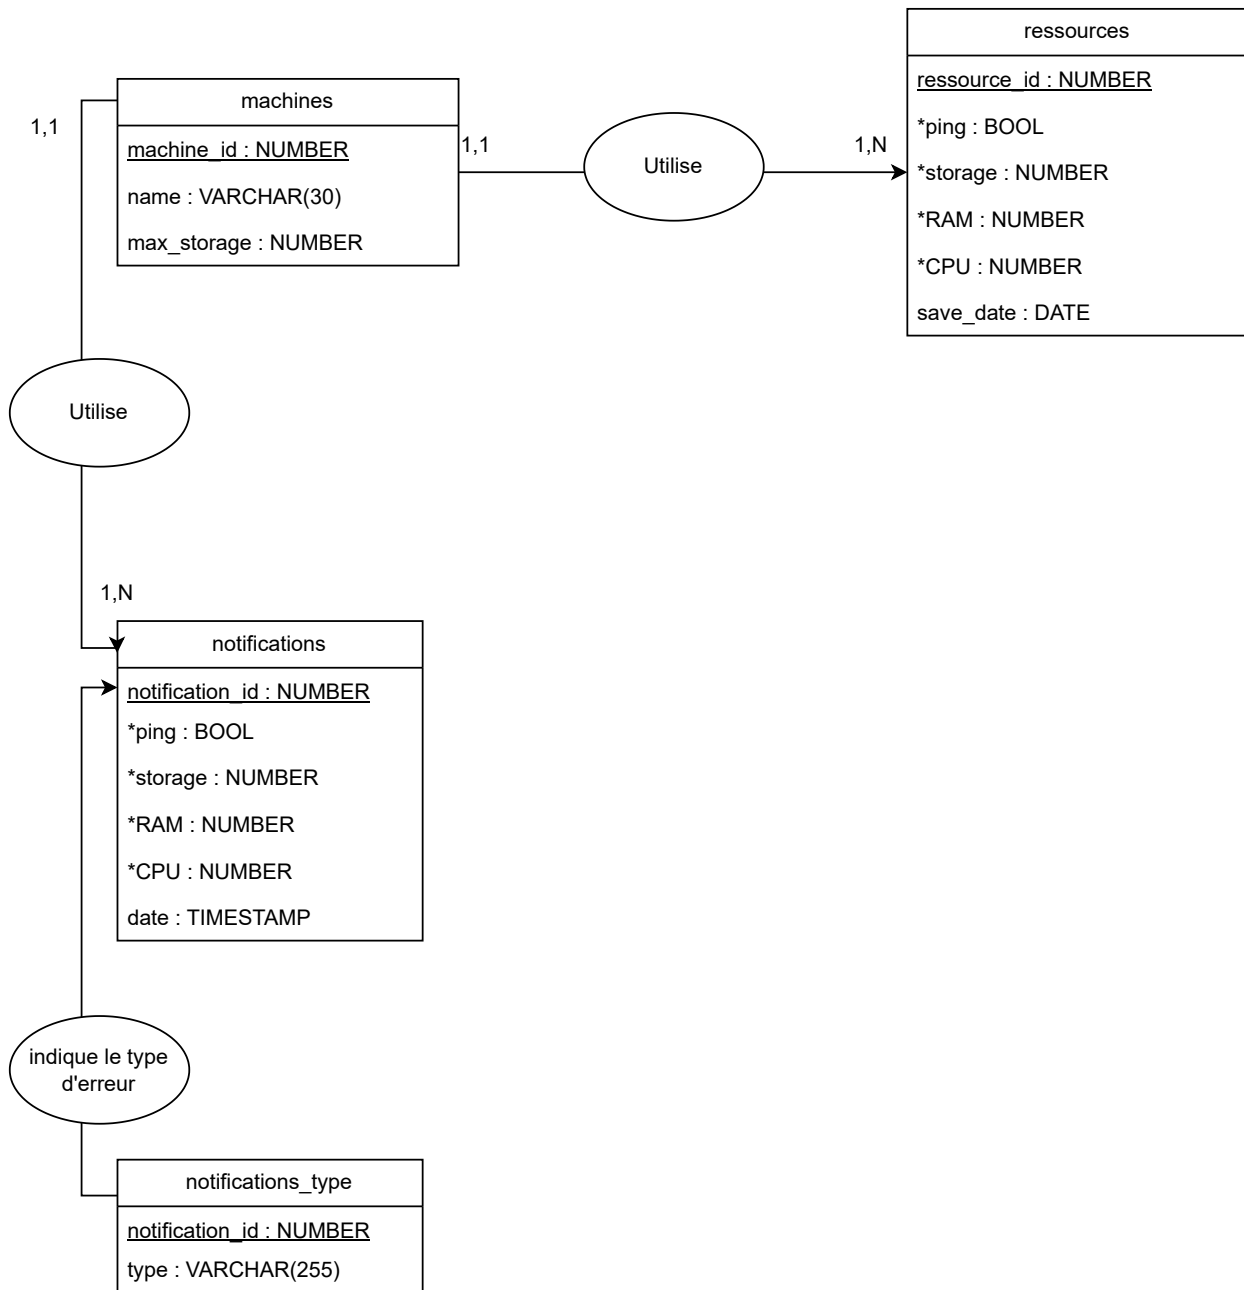 ressources
ressource_id : NUMBER
*ping : BOOL
*storage : NUMBER
*RAM : NUMBER
*CPU : NUMBER
save_date : DATE
machines
machine_id : NUMBER
name : VARCHAR(30)
max_storage : NUMBER
1,1
1,1
Utilise
1,N
Utilise
1,N
notifications
notification_id : NUMBER
*ping : BOOL
*storage : NUMBER
*RAM : NUMBER
*CPU : NUMBER
date : TIMESTAMP
indique le type
d'erreur
notifications_type
notification_id : NUMBER
type : VARCHAR(255)